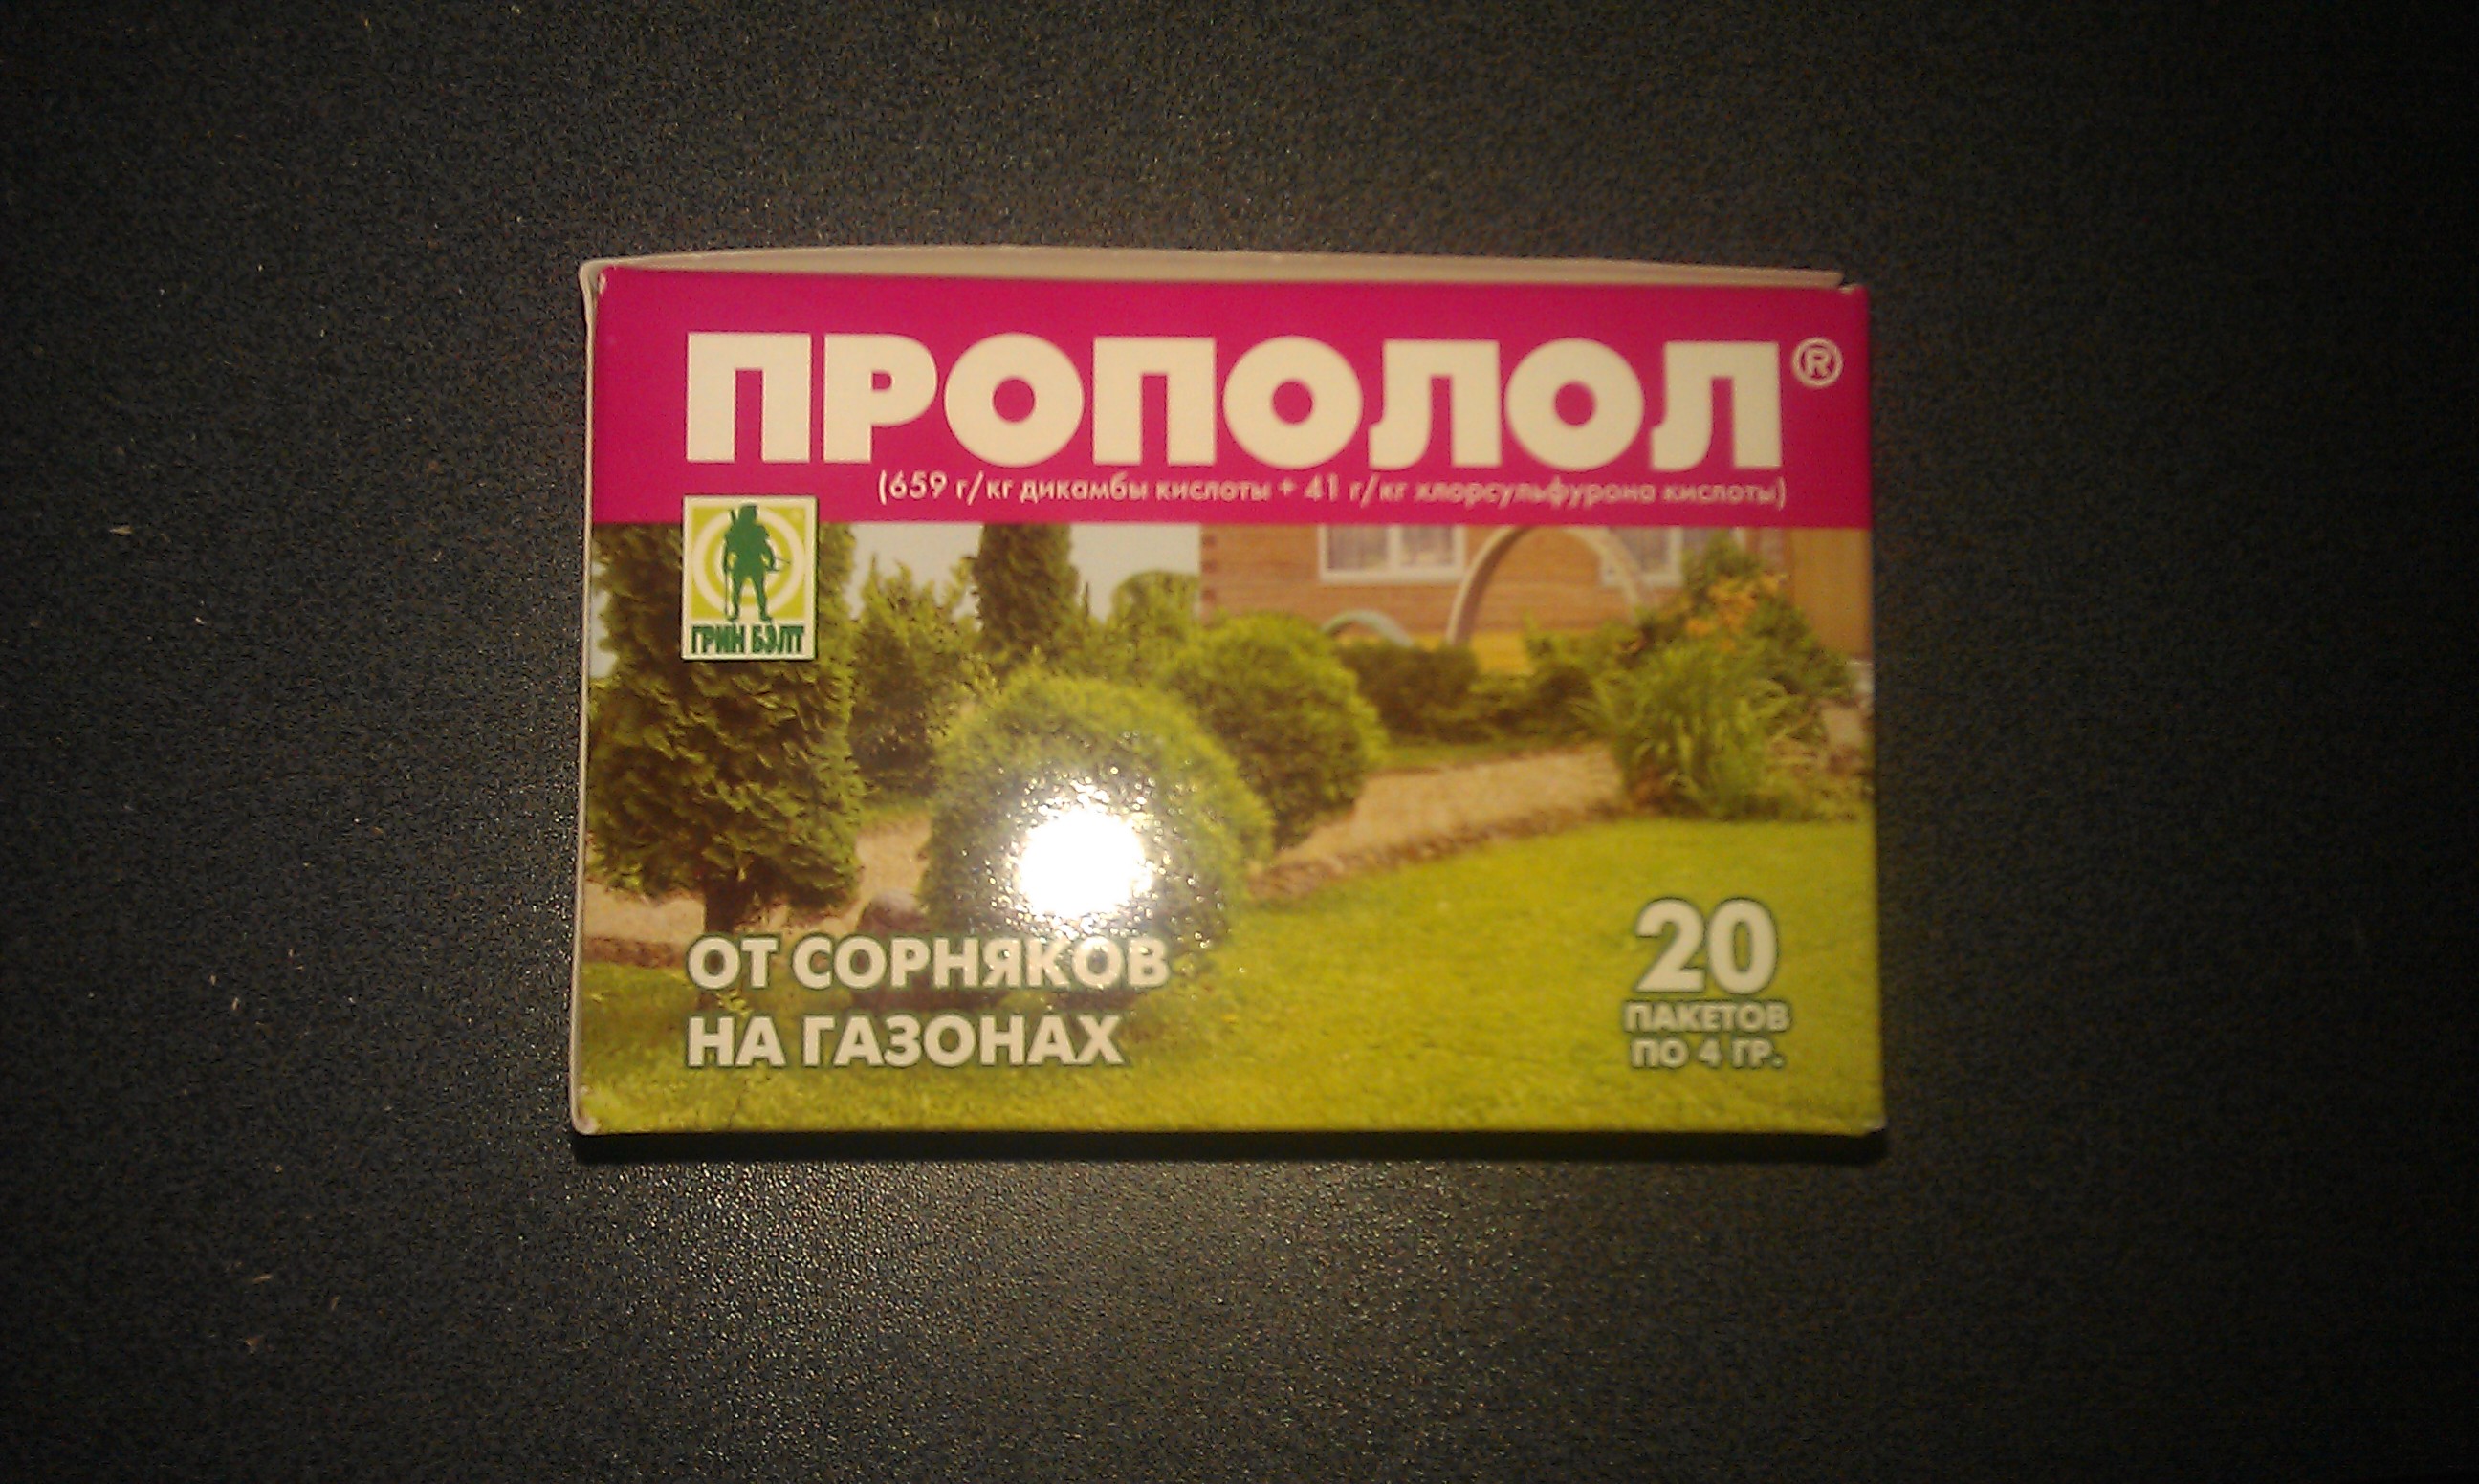 ПРОПОЛОЛ®
(659 г/кг дикамбы кислоты + 41 г/кг хлорсульфурона кислоты)
ГРИН БЭЛТ
ОТ СОРНЯКОВ
НА ГАЗОНАХ
20
ПАКЕТОВ
ПО 4 ГР.